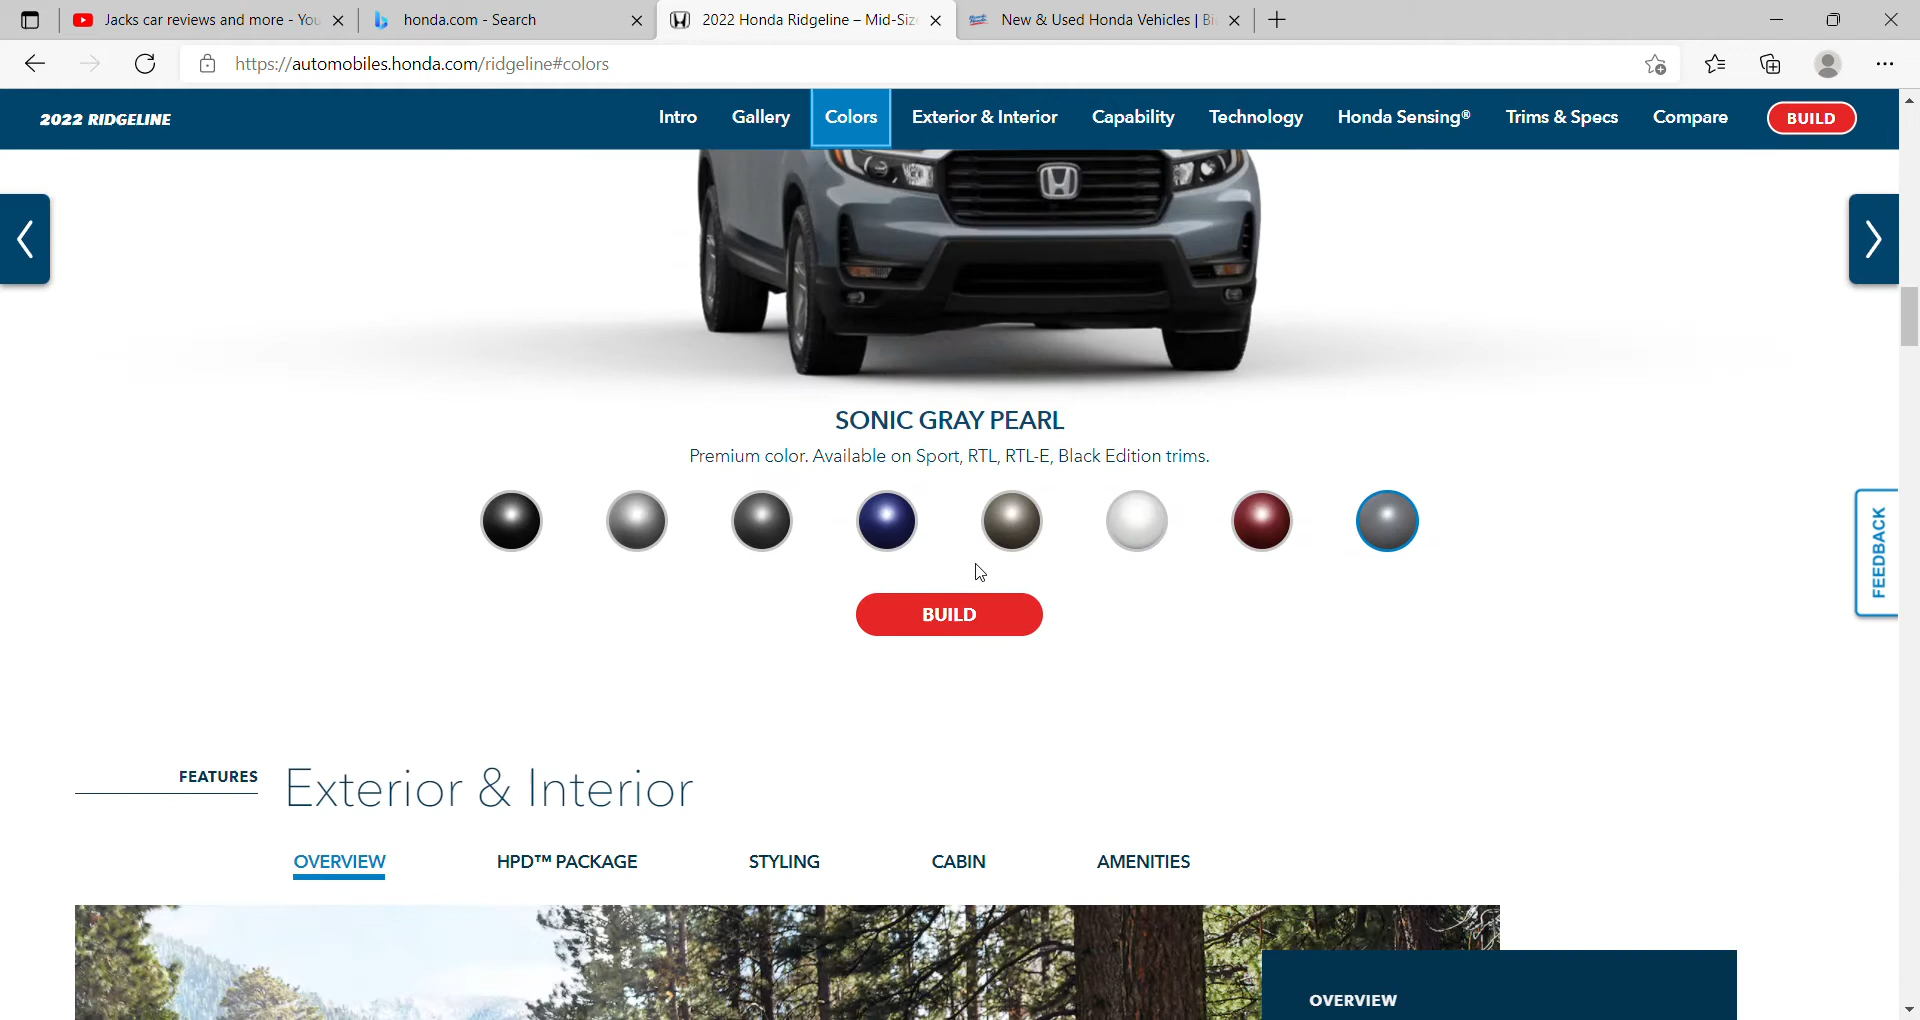 Jacks car reviews and more - You
honda.com - Search
2022 Honda Ridgeline – Mid-Siz
New & Used Honda Vehicles | Bi
https://automobiles.honda.com/ridgeline#colors
2022 RIDGELINE
Intro
Gallery
Colors
Exterior & Interior
Capability
Technology
Honda Sensing®
Trims & Specs
Compare
BUILD
SONIC GRAY PEARL
Premium color. Available on Sport, RTL, RTL-E, Black Edition trims.
FEEDBACK
BUILD
FEATURES
Exterior & Interior
OVERVIEW
HPD™ PACKAGE
STYLING
CABIN
AMENITIES
OVERVIEW